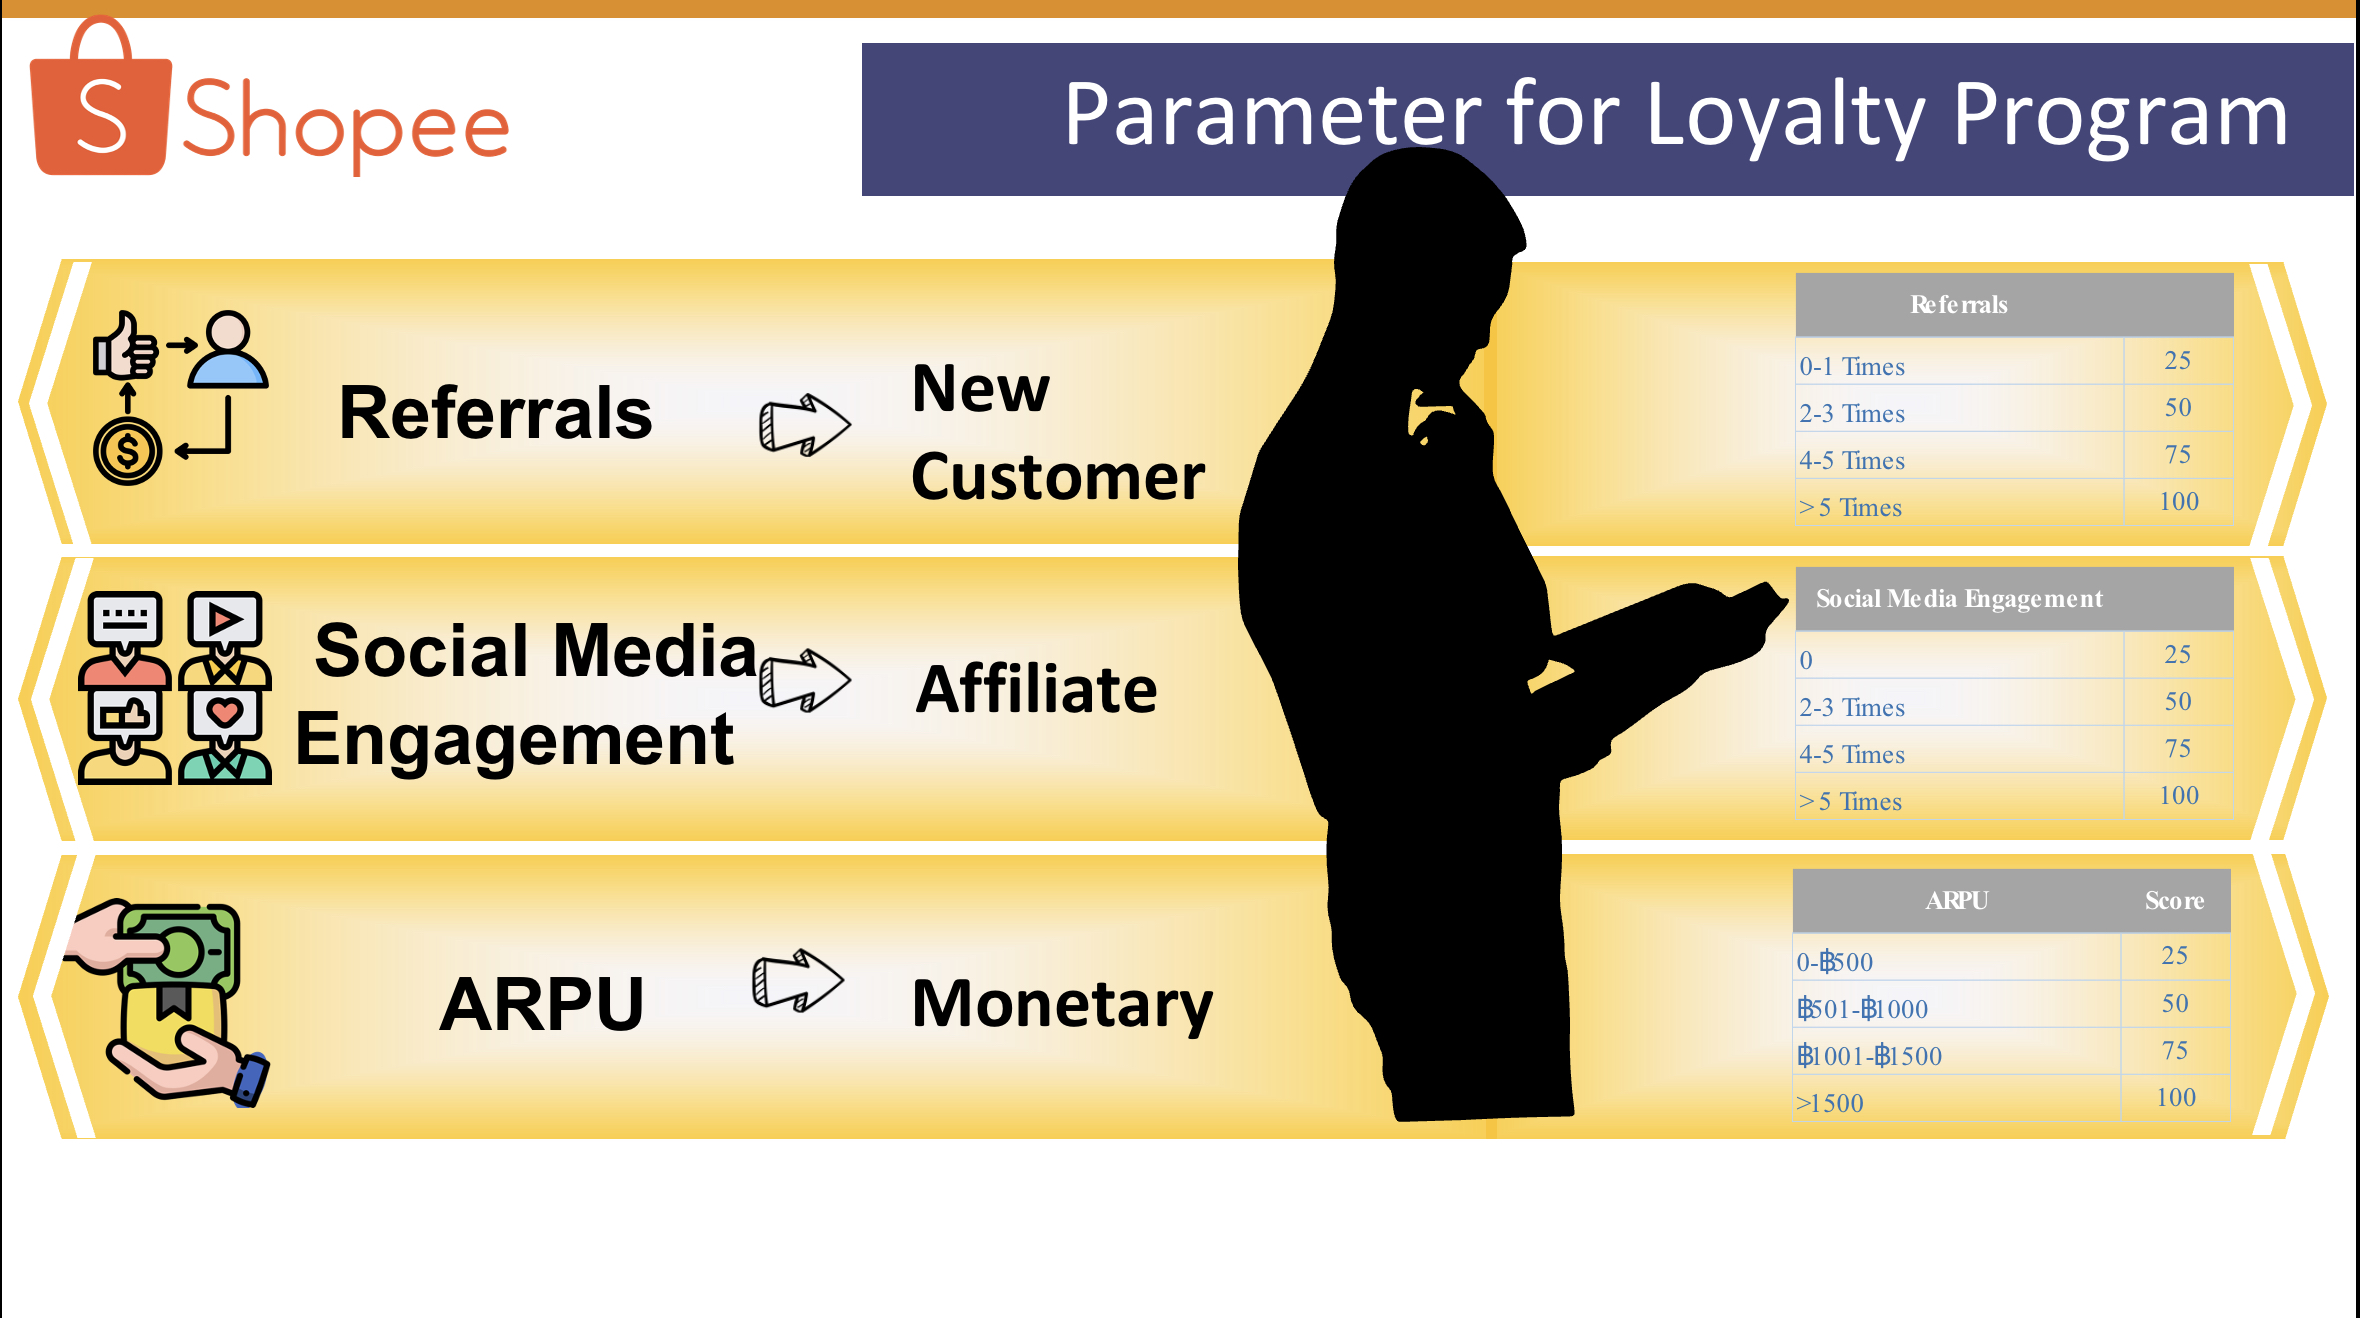 S Shopee
Parameter for Loyalty Program
Referrals
New
Customer
Referrals
0-1 Times 25
2-3 Times 50
4-5 Times 75
>5 Times 100
Social Media
Engagement
Affiliate
Social Media Engagement
0 25
2-3 Times 50
4-5 Times 75
>5 Times 100
$
ARPU
Monetary
ARPU Score
0-฿500 25
฿501-฿1000 50
฿1001-฿1500 75
>1500 100